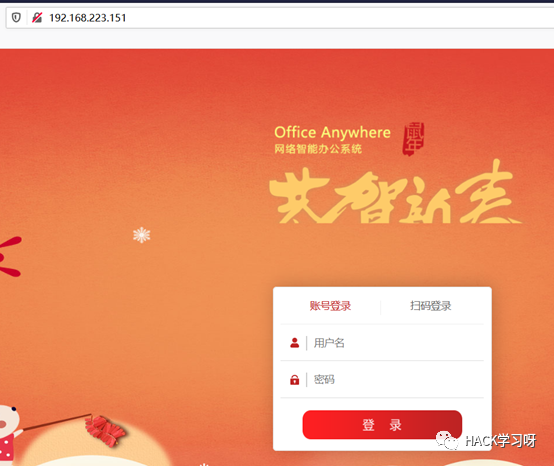 192.168.223.151
Office Anywhere
网络智能办公系统
共贺新春
账号登录 扫码登录
用户名
密码
登 录
HACK学习呀